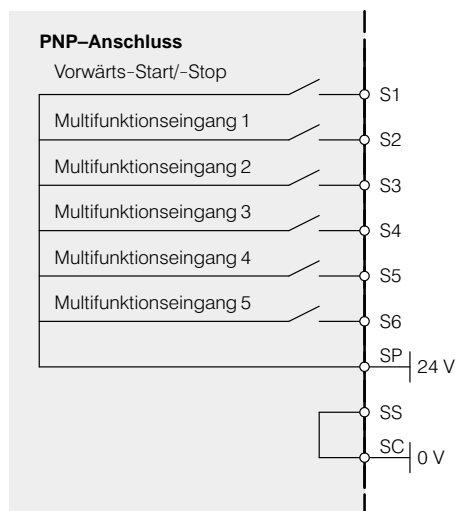 PNP–Anschluss
Vorwärts-Start/-Stop
S1
Multifunktionseingang 1
S2
Multifunktionseingang 2
S3
Multifunktionseingang 3
S4
Multifunktionseingang 4
S5
Multifunktionseingang 5
S6
SP
24 V
SS
SC
0 V